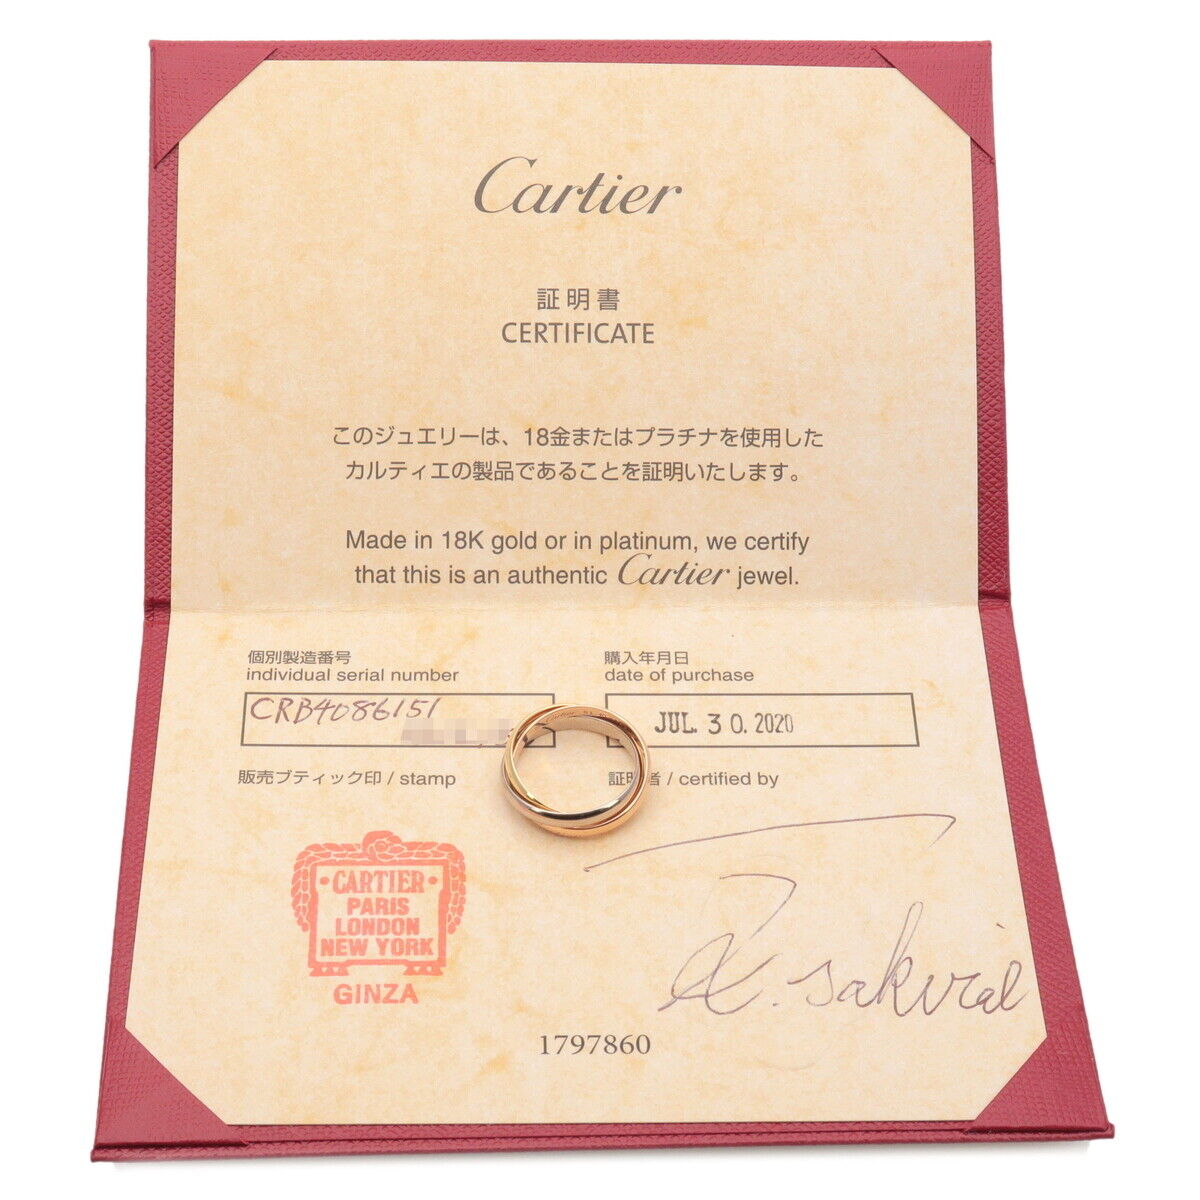 Cartier
証明書
CERTIFICATE
このジュエリーは、18金またはプラチナを使用した
カルティエの製品であることを証明いたします。
Made in 18K gold or in platinum, we certify
that this is an authentic Cartier jewel.
個別製造番号
individual serial number
CRB4086151
購入年月日
date of purchase
JUL. 30. 2020
販売ブティック印 / stamp
証明者 / certified by
·CARTIER·
PARIS
LONDON
NEW YORK
GINZA
1797860